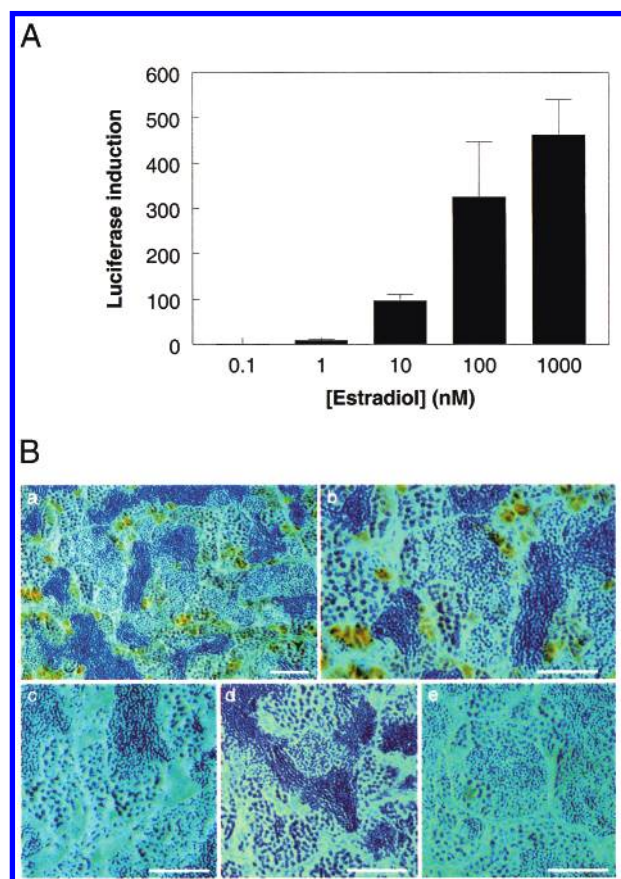 A
600
500
400
300
200
100
0
Luciferase induction
0.1 1 10 100 1000
[Estradiol] (nM)
B
a
b
c
d
e